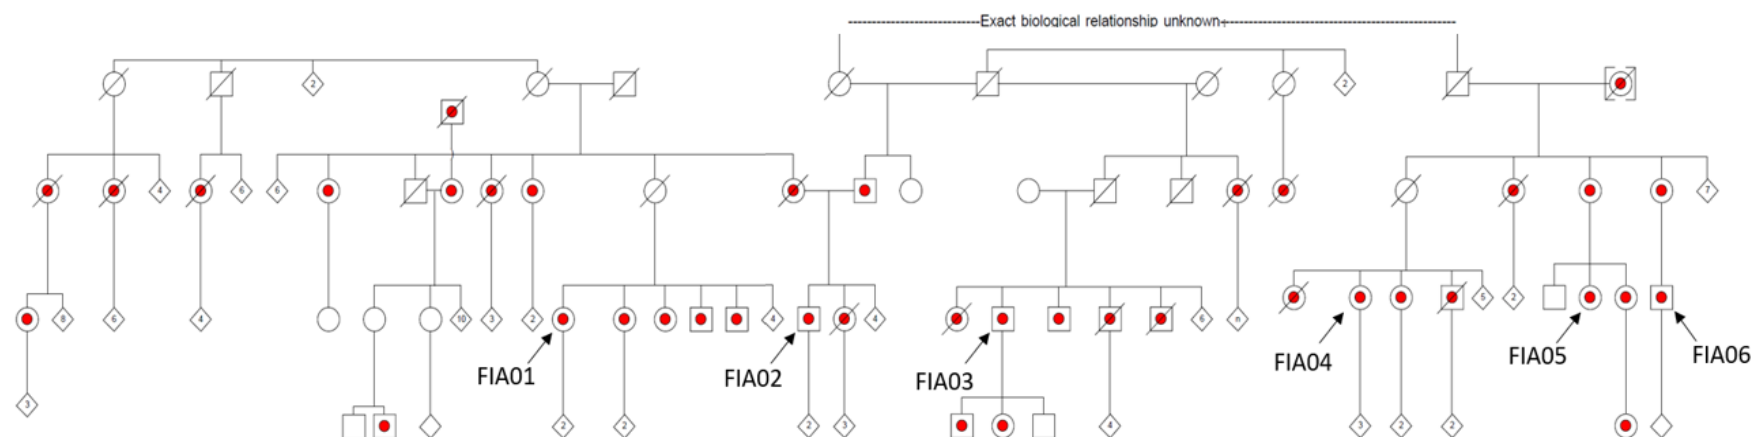 Exact biological relationship unknown
2 2
4 6 6 7
8 6 4 10 3 2 4 4 6 n 5 2
FIA01 FIA02 FIA03 FIA04 FIA05 FIA06
3 2 2 2 3 4 3 2 2